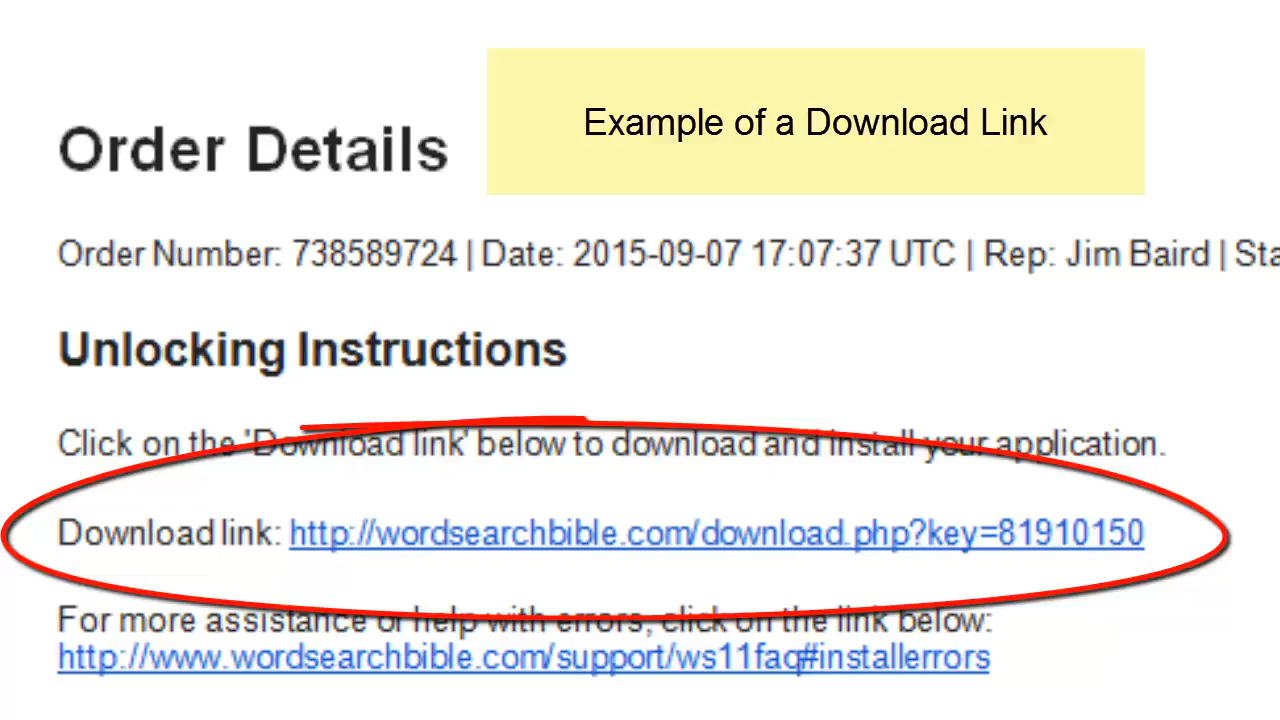 Example of a Download Link
Order Details
Order Number: 738589724 | Date: 2015-09-07 17:07:37 UTC | Rep: Jim Baird | Sta
Unlocking Instructions
Click on the 'Download link' below to download and install your application.
Download link: http://wordsearchbible.com/download.php?key=81910150
For more assistance or help with errors, click on the link below:
http://www.wordsearchbible.com/support/ws11faq#installerrors